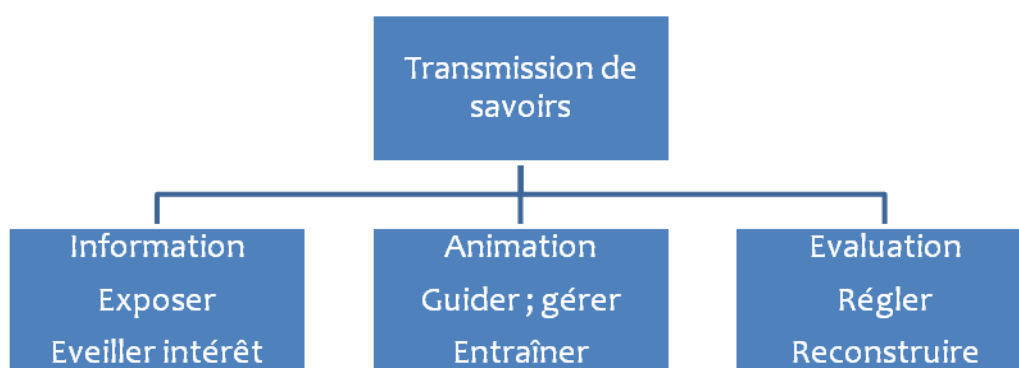 Transmission de
savoirs
Information
Exposer
Eveiller intérêt
Animation
Guider ; gérer
Entraîner
Evaluation
Régler
Reconstruire